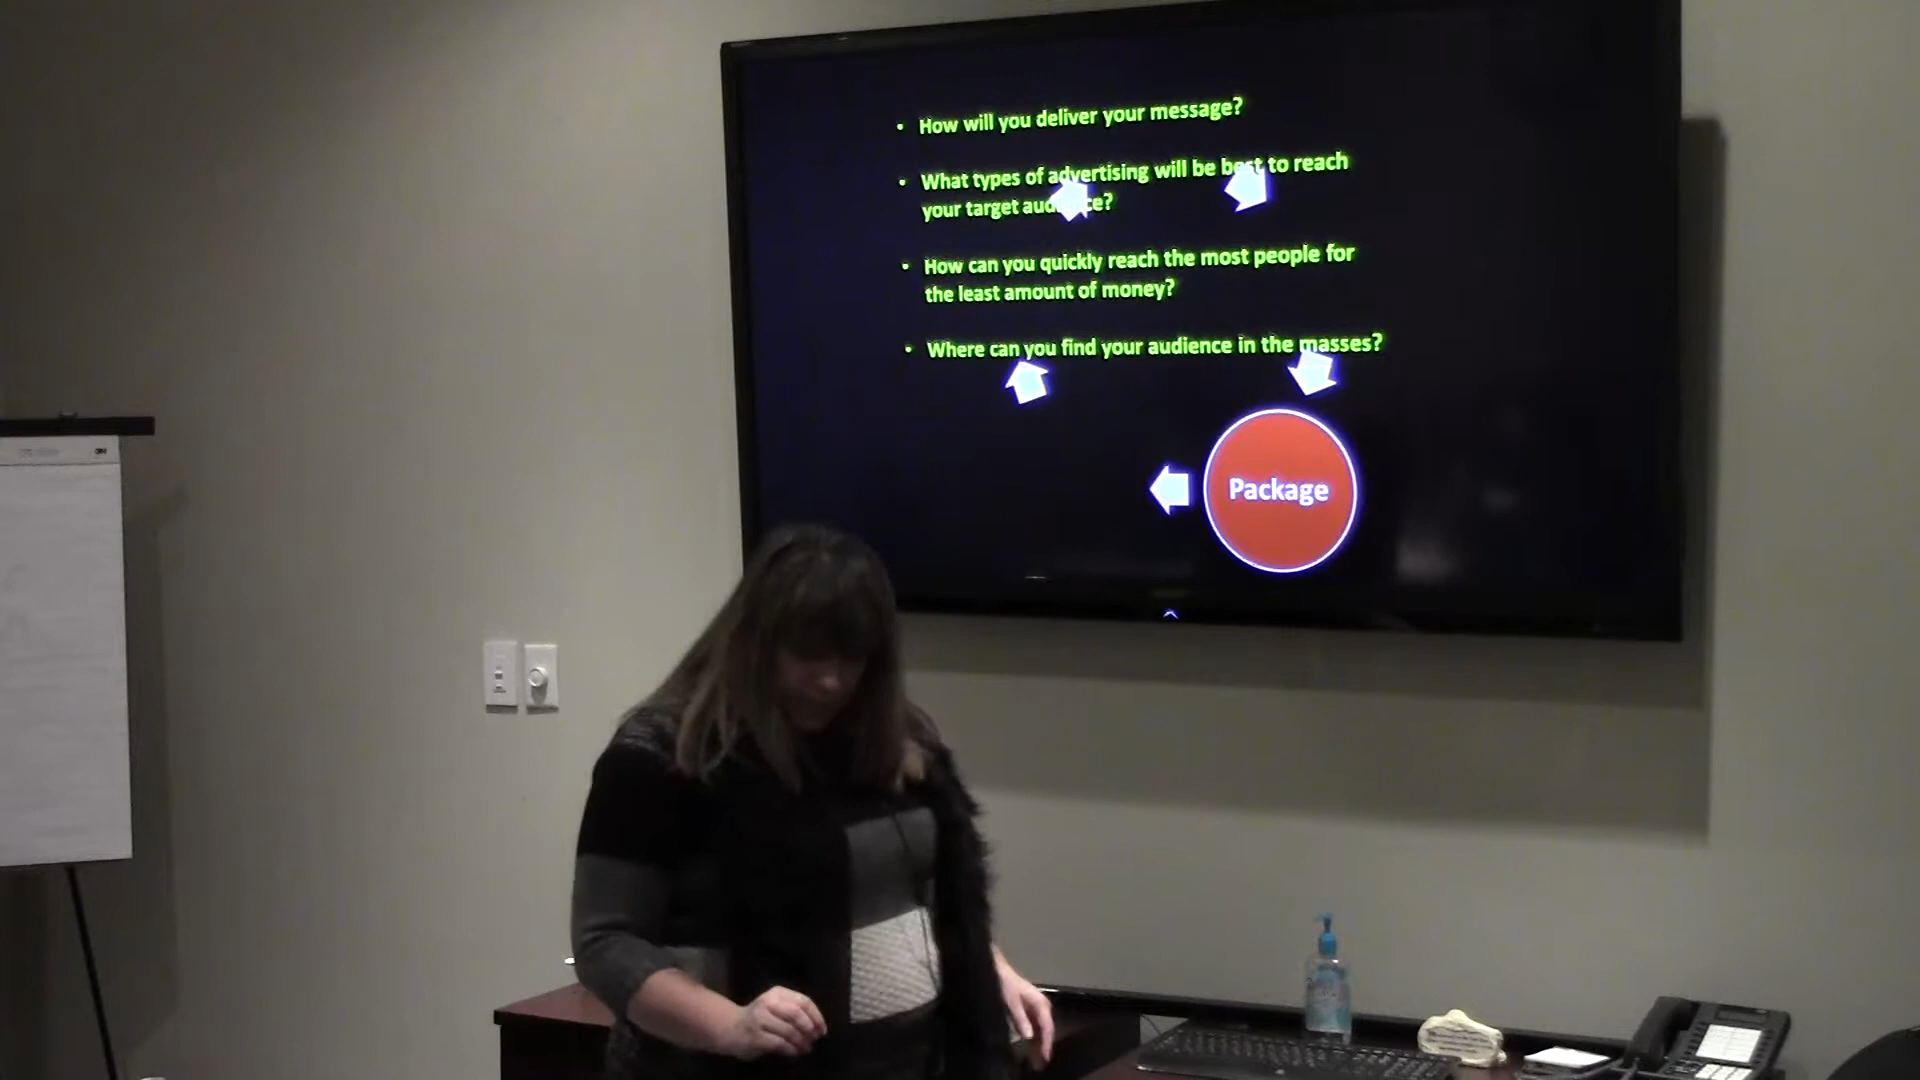 • How will you deliver your message?
• What types of advertising will be best to reach
your target audience?
• How can you quickly reach the most people for
the least amount of money?
• Where can you find your audience in the masses?
Package
3M